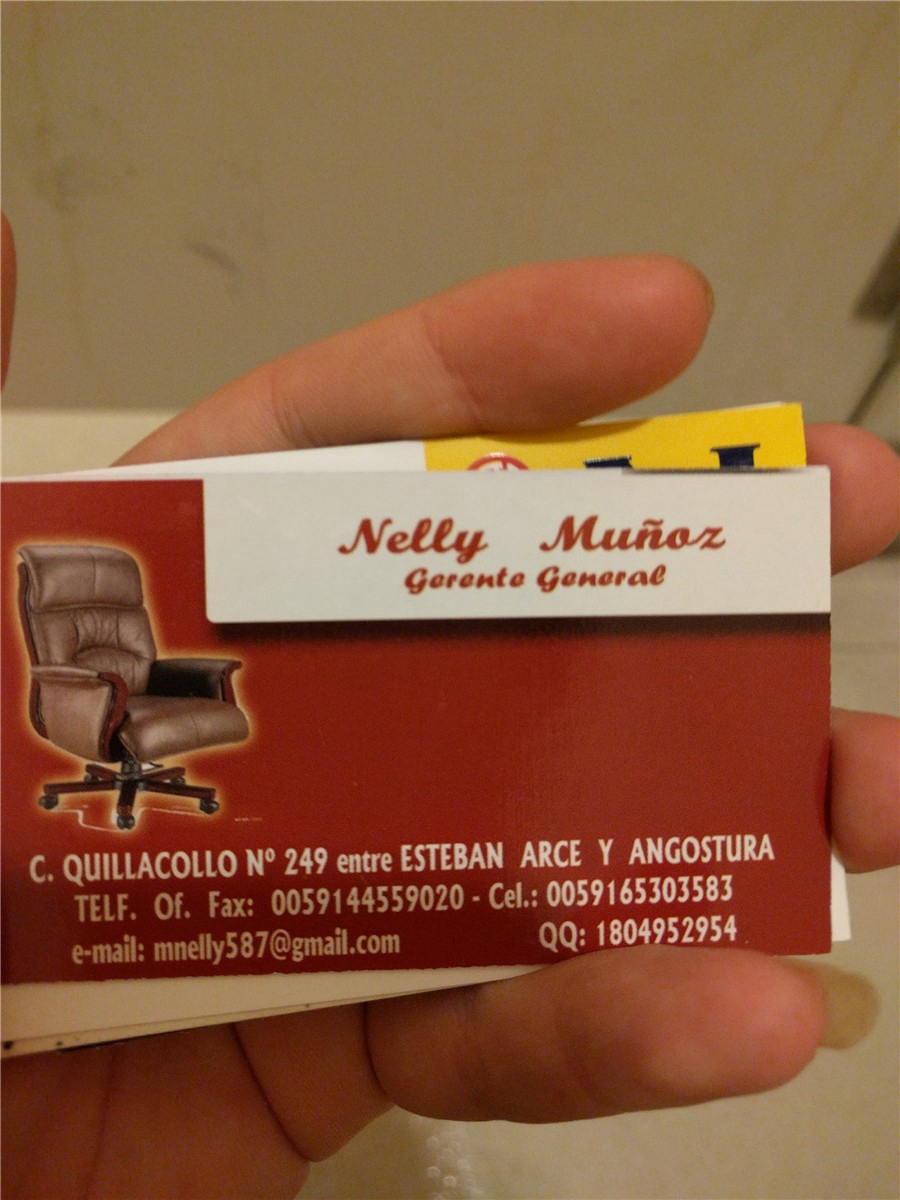 Nelly Muñoz
Gerente General
C. QUILLACOLLO Nº 249 entre ESTEBAN ARCE Y ANGOSTURA
TELF. Of. Fax: 0059144559020 - Cel.: 0059165303583
e-mail: mnelly587@gmail.com QQ: 1804952954